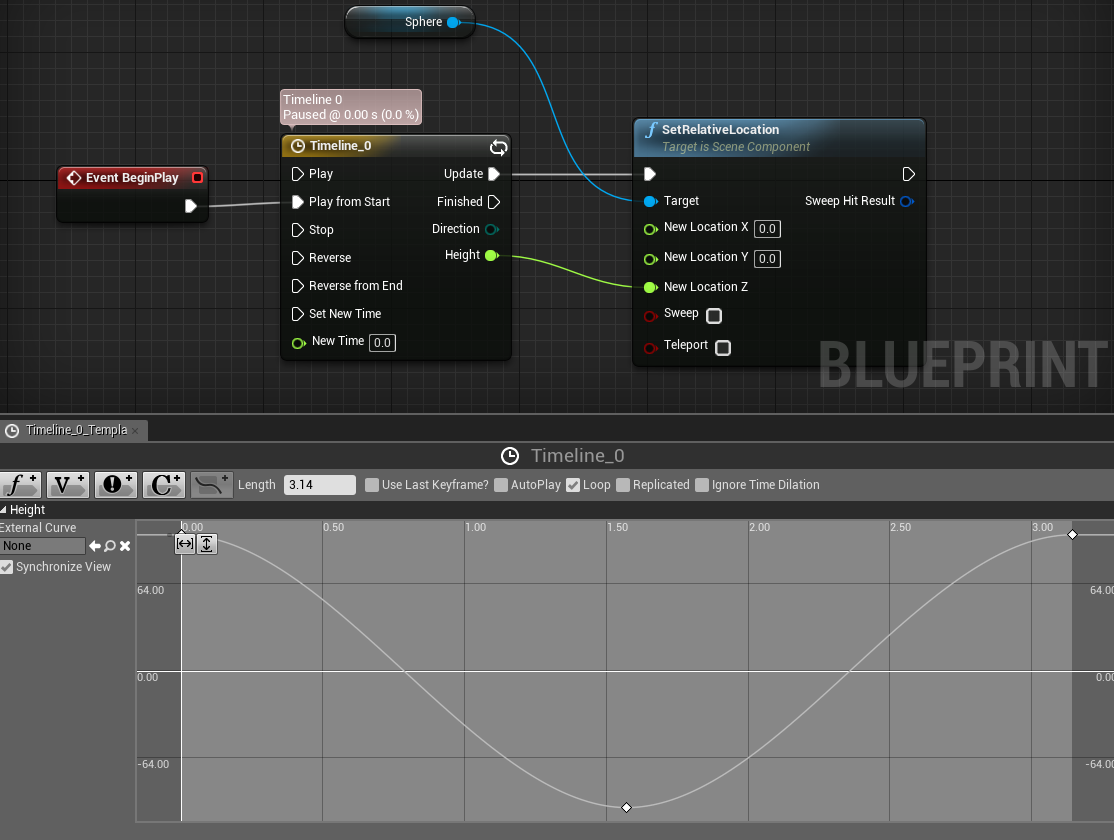 Sphere
Timeline 0
Paused @ 0.00 s (0.0 %)
Timeline_0
Event BeginPlay
Play
Update
Play from Start
Finished
Stop
Direction
Reverse
Height
Reverse from End
Set New Time
New Time 0.0
f SetRelativeLocation
Target is Scene Component
Target
Sweep Hit Result
New Location X 0.0
New Location Y 0.0
New Location Z
Sweep
Teleport
BLUEPRINT
Timeline_0_Templa ×
Timeline_0
f+ V+ !+ C+ +
Length 3.14 Use Last Keyframe? AutoPlay Loop Replicated Ignore Time Dilation
Height
External Curve
None
Synchronize View
0.00 0.50 1.00 1.50 2.00 2.50 3.00
64.00 64.00
0.00 0.00
-64.00 -64.00